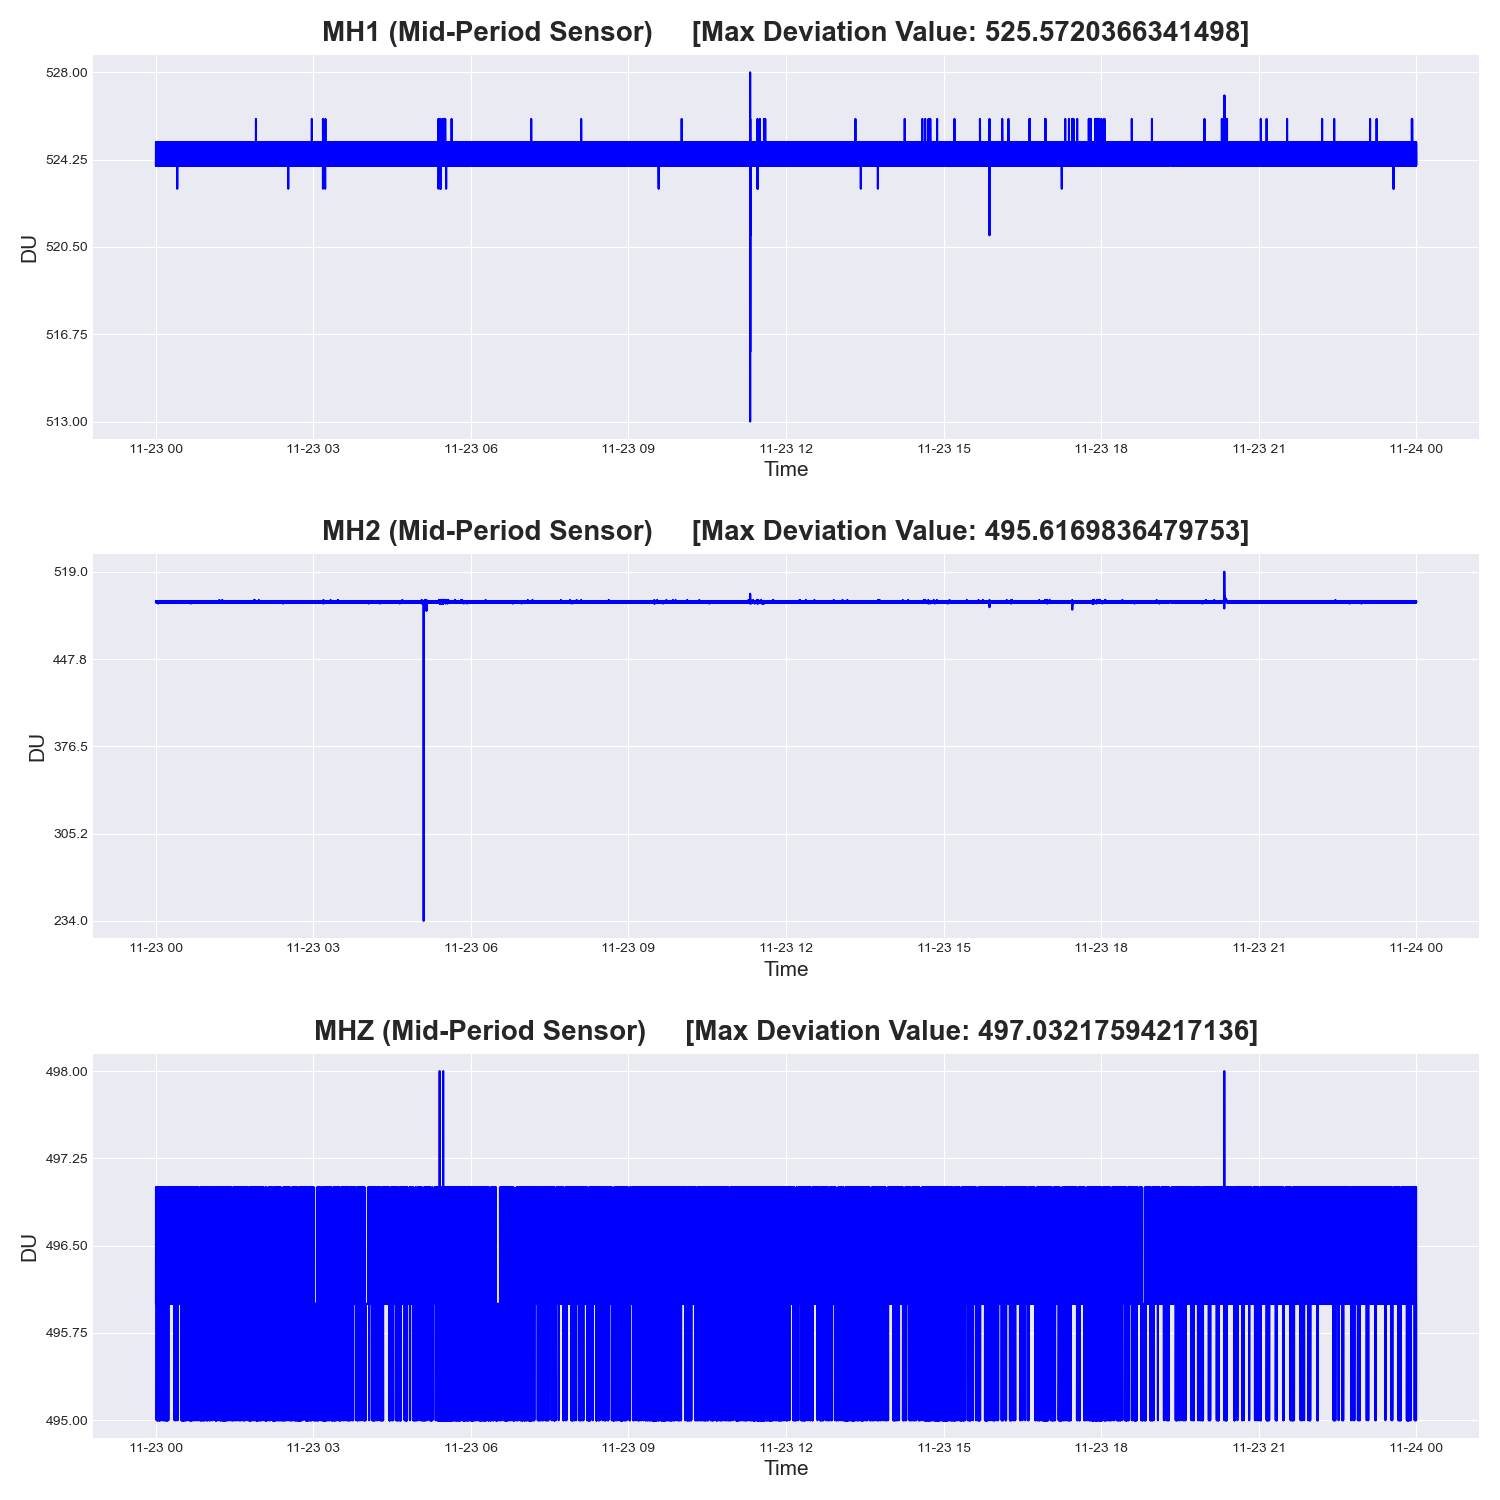 MH1 (Mid-Period Sensor) [Max Deviation Value: 525.5720366341498]
528.00
524.25
520.50
516.75
513.00
DU
11-23 00 11-23 03 11-23 06 11-23 09 11-23 12 11-23 15 11-23 18 11-23 21 11-24 00
Time
MH2 (Mid-Period Sensor) [Max Deviation Value: 495.6169836479753]
519.0
447.8
376.5
305.2
234.0
DU
11-23 00 11-23 03 11-23 06 11-23 09 11-23 12 11-23 15 11-23 18 11-23 21 11-24 00
Time
MHZ (Mid-Period Sensor) [Max Deviation Value: 497.03217594217136]
498.00
497.25
496.50
495.75
495.00
DU
11-23 00 11-23 03 11-23 06 11-23 09 11-23 12 11-23 15 11-23 18 11-23 21 11-24 00
Time